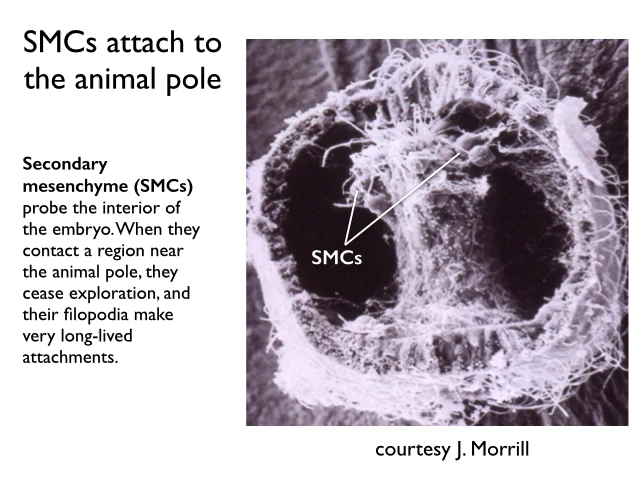 SMCs attach to
the animal pole
Secondary
mesenchyme (SMCs)
probe the interior of
the embryo. When they
contact a region near
the animal pole, they
cease exploration, and
their filopodia make
very long-lived
attachments.
SMCs
courtesy J. Morrill